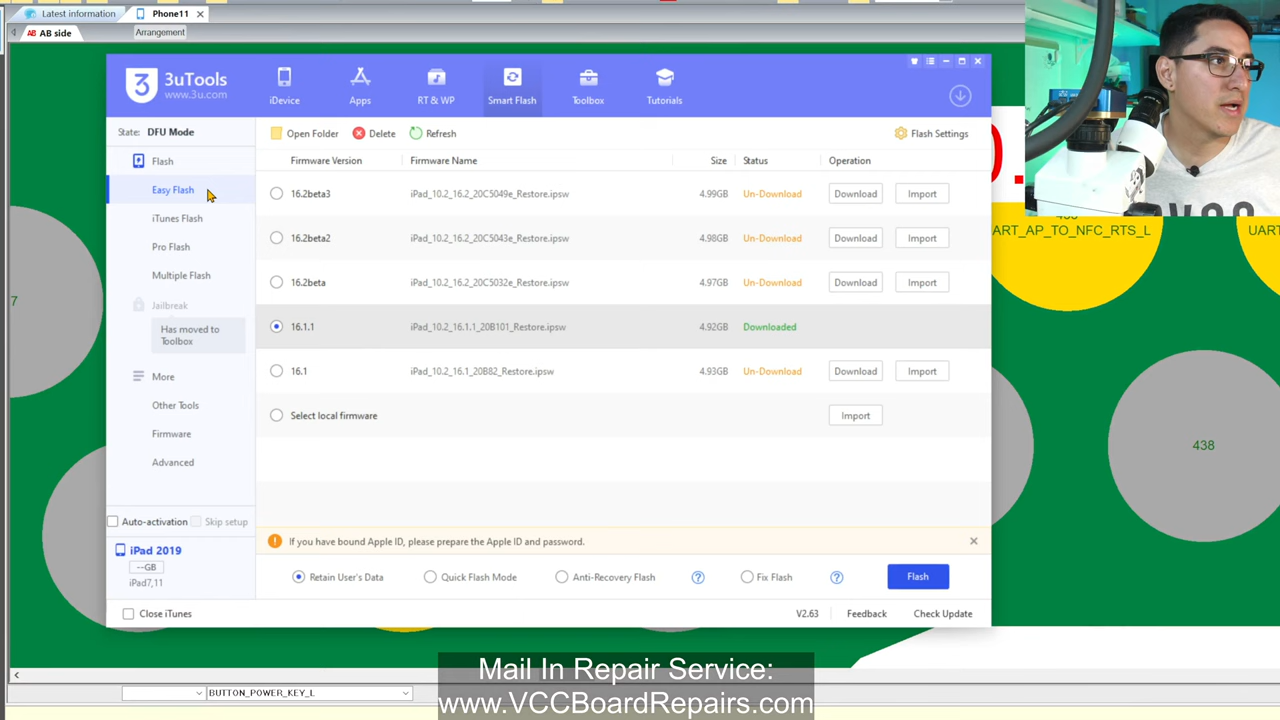 Latest information
Phone11
AB AB side
Arrangement
3 3uTools
www.3u.com
iDevice
Apps
RT & WP
Smart Flash
Toolbox
Tutorials
State: DFU Mode
Open Folder
Delete
Refresh
Flash Settings
Flash
Easy Flash
iTunes Flash
Pro Flash
Multiple Flash
Jailbreak
Has moved to
Toolbox
More
Other Tools
Firmware
Advanced
Firmware Version
Firmware Name
Size
Status
Operation
16.2beta3 iPad_10.2_16.2_20C5049e_Restore.ipsw 4.99GB Un-Download Download Import
16.2beta2 iPad_10.2_16.2_20C5043e_Restore.ipsw 4.98GB Un-Download Download Import
16.2beta iPad_10.2_16.2_20C5032e_Restore.ipsw 4.97GB Un-Download Download Import
16.1.1 iPad_10.2_16.1.1_20B101_Restore.ipsw 4.92GB Downloaded
16.1 iPad_10.2_16.1_20B82_Restore.ipsw 4.93GB Un-Download Download Import
Select local firmware Import
Auto-activation Skip setup
iPad 2019
--GB
iPad7,11
If you have bound Apple ID, please prepare the Apple ID and password.
Retain User's Data
Quick Flash Mode
Anti-Recovery Flash
?
Fix Flash
?
Flash
Close iTunes
V2.63
Feedback
Check Update
7
UART_AP_TO_NFC_RTS_L
UART
438
BUTTON_POWER_KEY_L
Mail In Repair Service:
www.VCCBoardRepairs.com